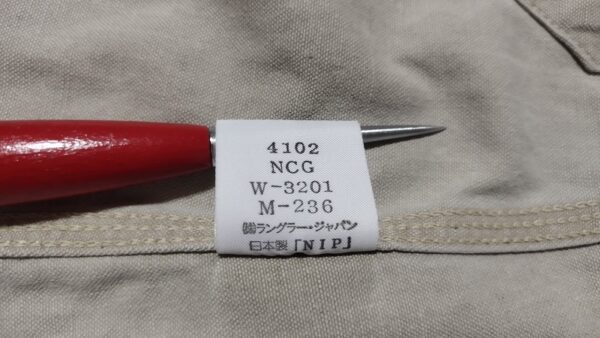 4102
NCG
W-3201
M-236
㈱ラングラー・ジャパン
日本製「NIP」